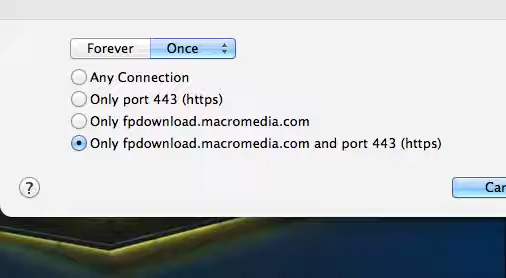 Forever Once
Any Connection
Only port 443 (https)
Only fpdownload.macromedia.com
Only fpdownload.macromedia.com and port 443 (https)
?